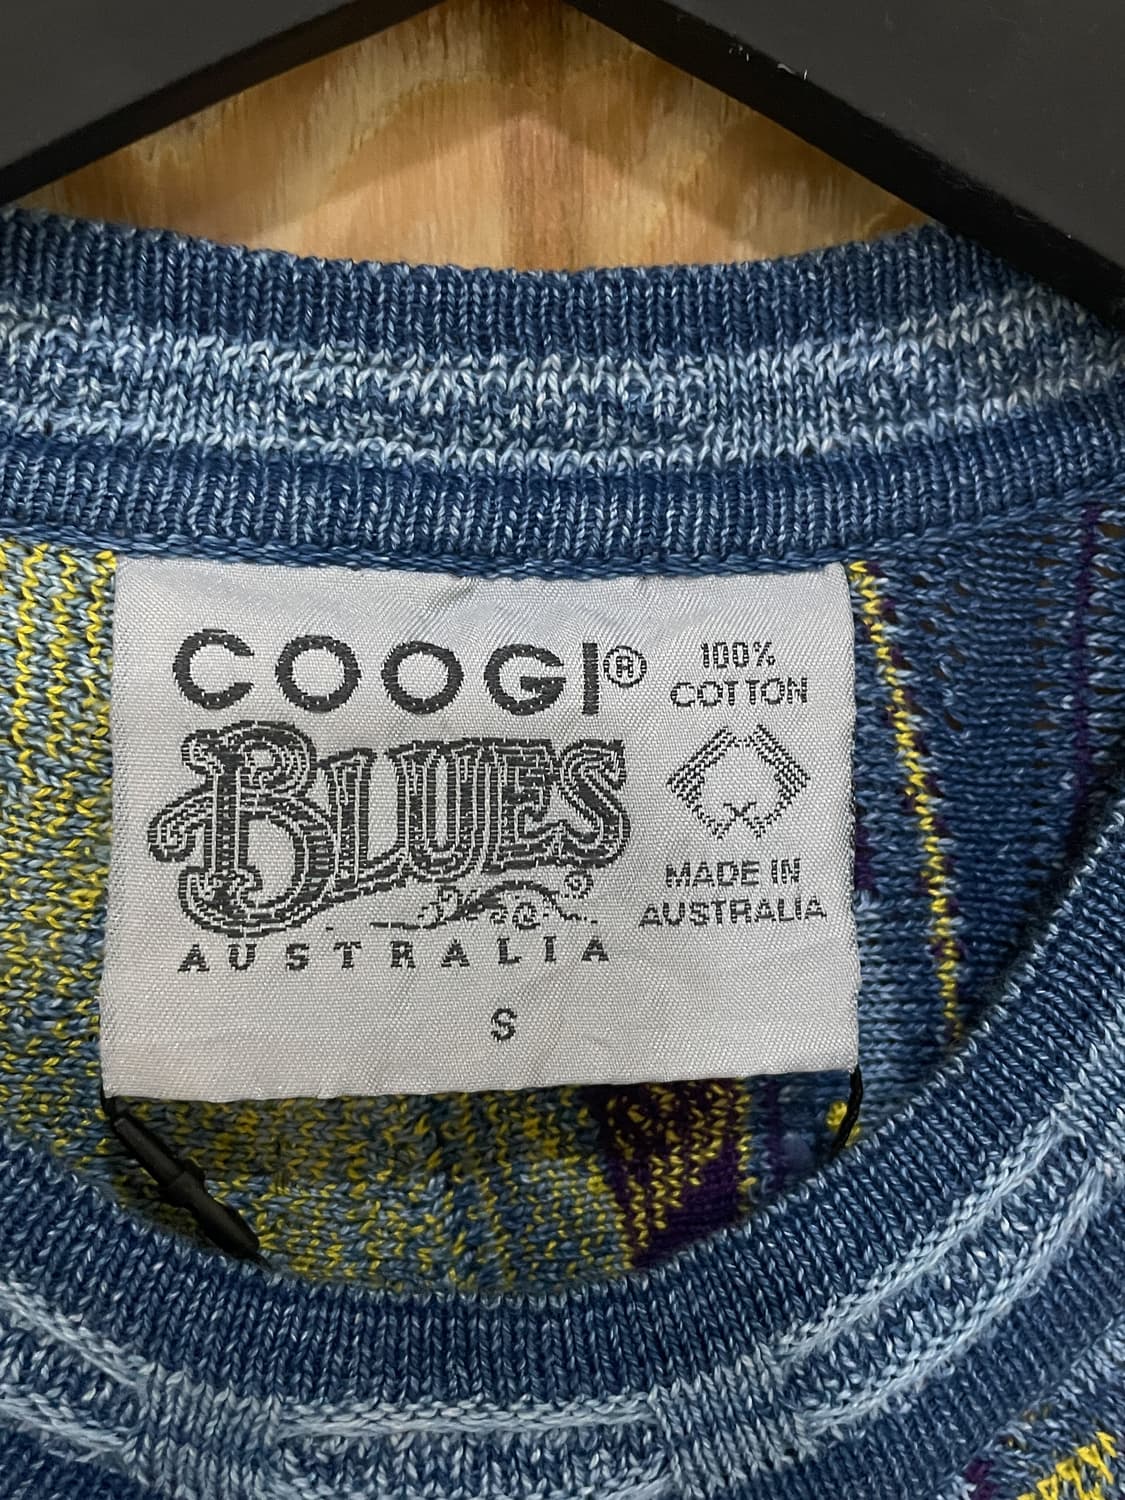 COOGI®
BLUES
AUSTRALIA
S
100%
COTTON
MADE IN
AUSTRALIA